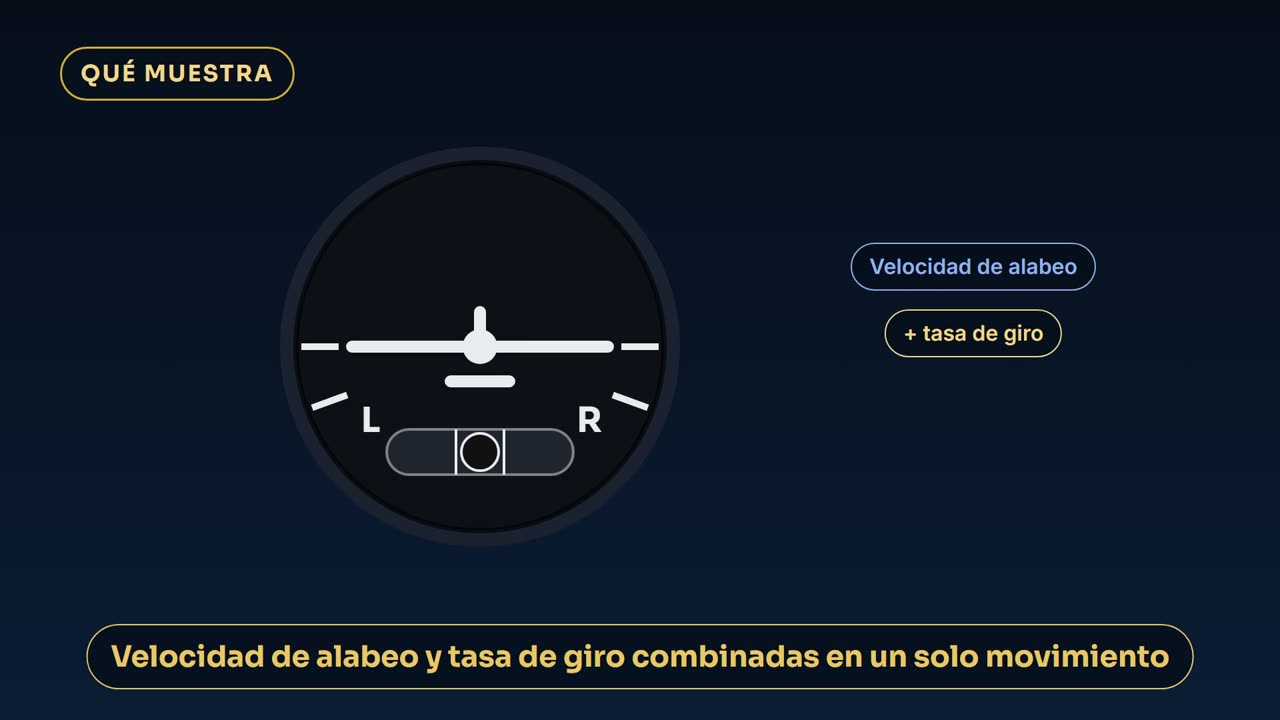 QUÉ MUESTRA
Velocidad de alabeo
+ tasa de giro
L
R
Velocidad de alabeo y tasa de giro combinadas en un solo movimiento